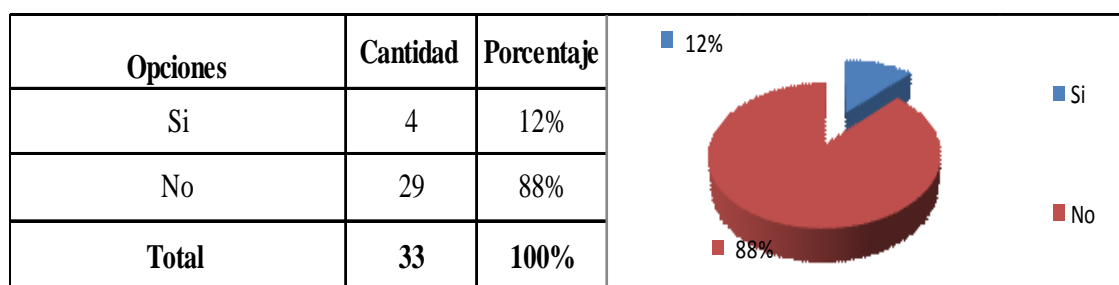 Opciones Cantidad Porcentaje
Si 4 12%
No 29 88%
Total 33 100%
12%
Si
No
88%